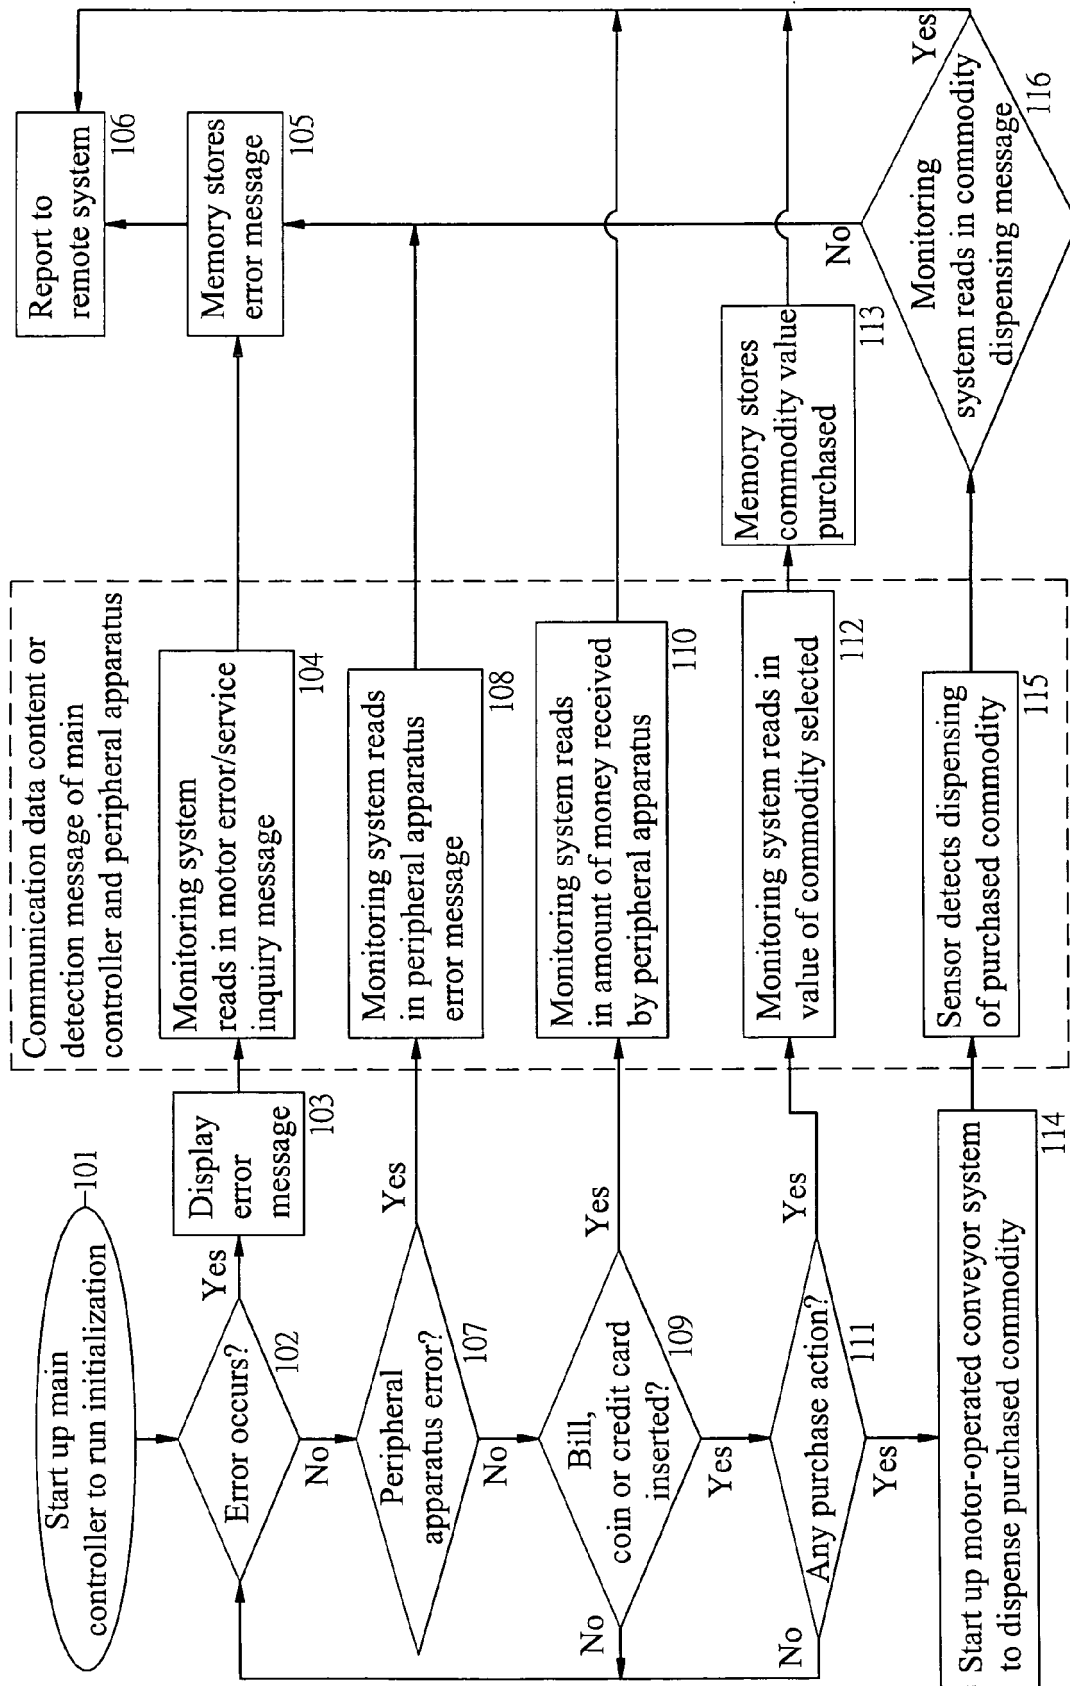 Start up main
controller to run initialization
101
Error occurs?
102
Yes
No
Display
error
message
103
Communication data content or
detection message of main
controller and peripheral apparatus
Monitoring system
reads in motor error/service
inquiry message
104
Memory stores
error message
105
Report to
remote system
106
Peripheral
apparatus error?
107
Yes
No
Monitoring system reads
in peripheral apparatus
error message
108
Bill,
coin or credit card
inserted?
109
Yes
No
Yes
Monitoring system reads
in amount of money received
by peripheral apparatus
110
Any purchase action?
111
Yes
No
Yes
Monitoring system reads in
value of commodity selected
112
Memory stores
commodity value
purchased
113
Start up motor-operated conveyor system
to dispense purchased commodity
114
Sensor detects dispensing
of purchased commodity
115
Monitoring
system reads in commodity
dispensing message
116
No
Yes